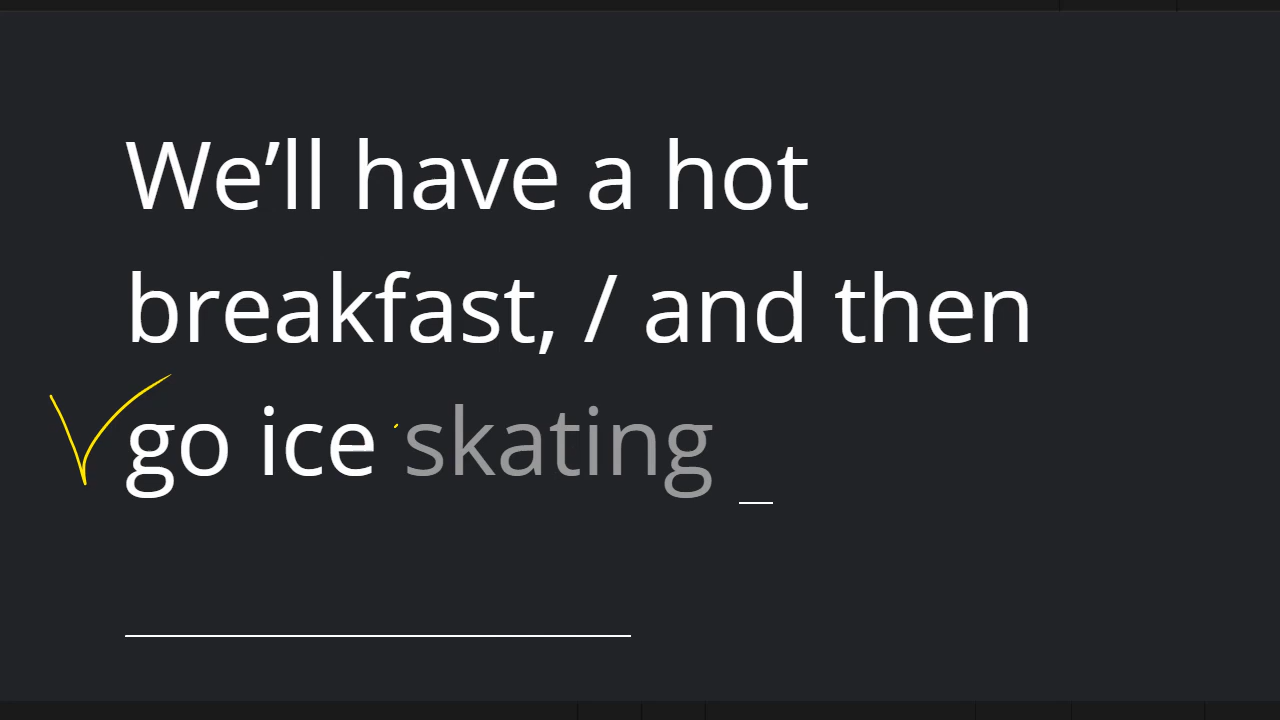 We’ll have a hot
breakfast, / and then
go ice skating _